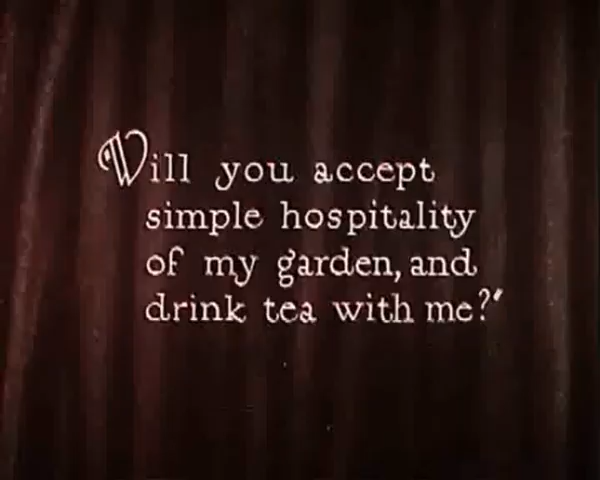 Will you accept
simple hospitality
of my garden, and
drink tea with me?"